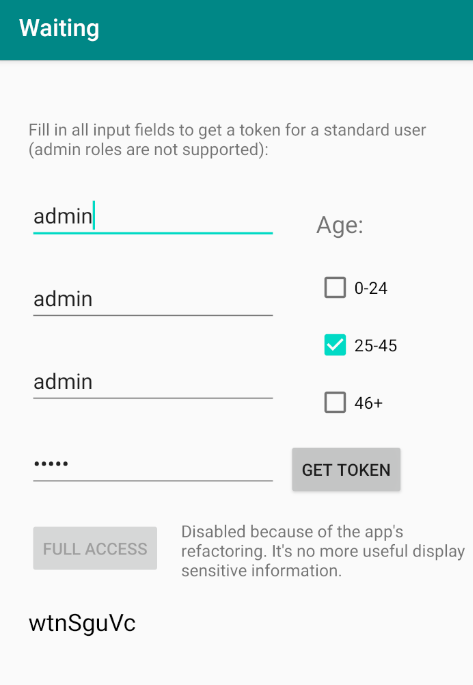 Waiting
Fill in all input fields to get a token for a standard user
(admin roles are not supported):
admin
Age:
0-24
admin
25-45
admin
46+
•••••
GET TOKEN
FULL ACCESS
Disabled because of the app's
refactoring. It's no more useful display
sensitive information.
wtnSguVc